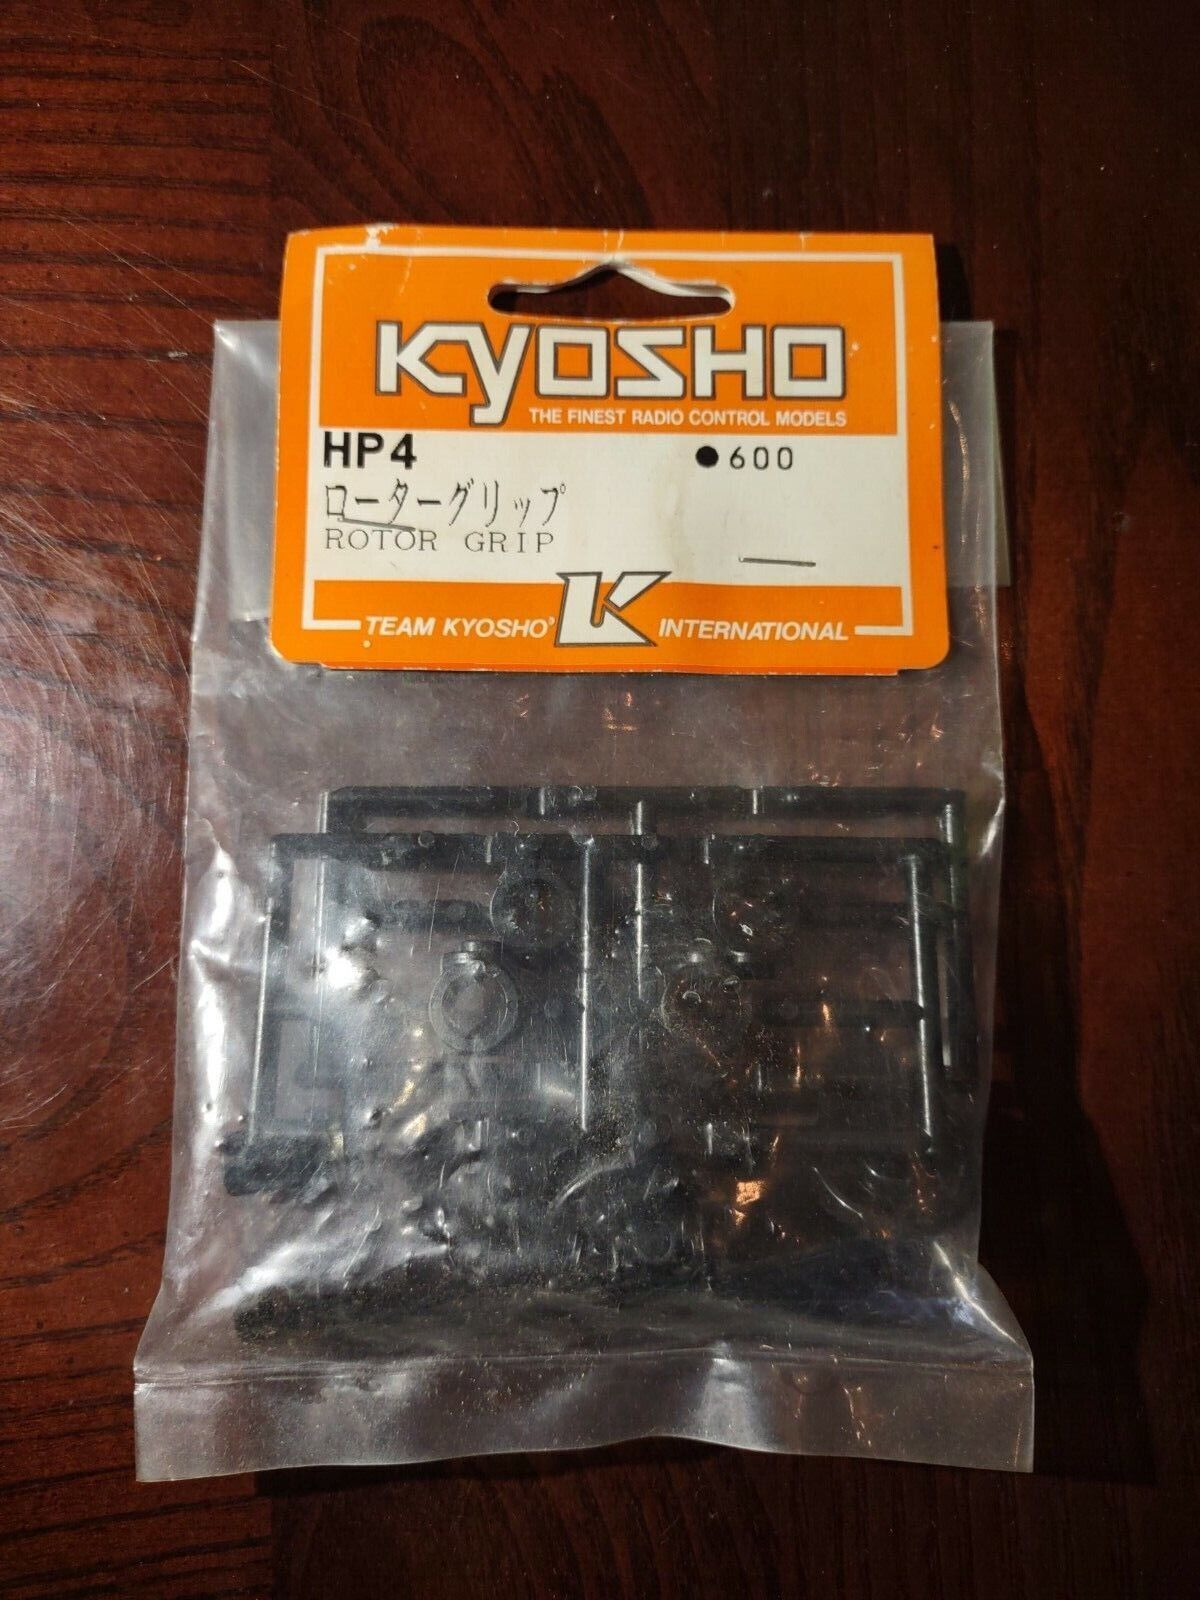 KYOSHO
THE FINEST RADIO CONTROL MODELS
HP4 ●600
ローターグリップ
ROTOR GRIP
TEAM KYOSHO K INTERNATIONAL